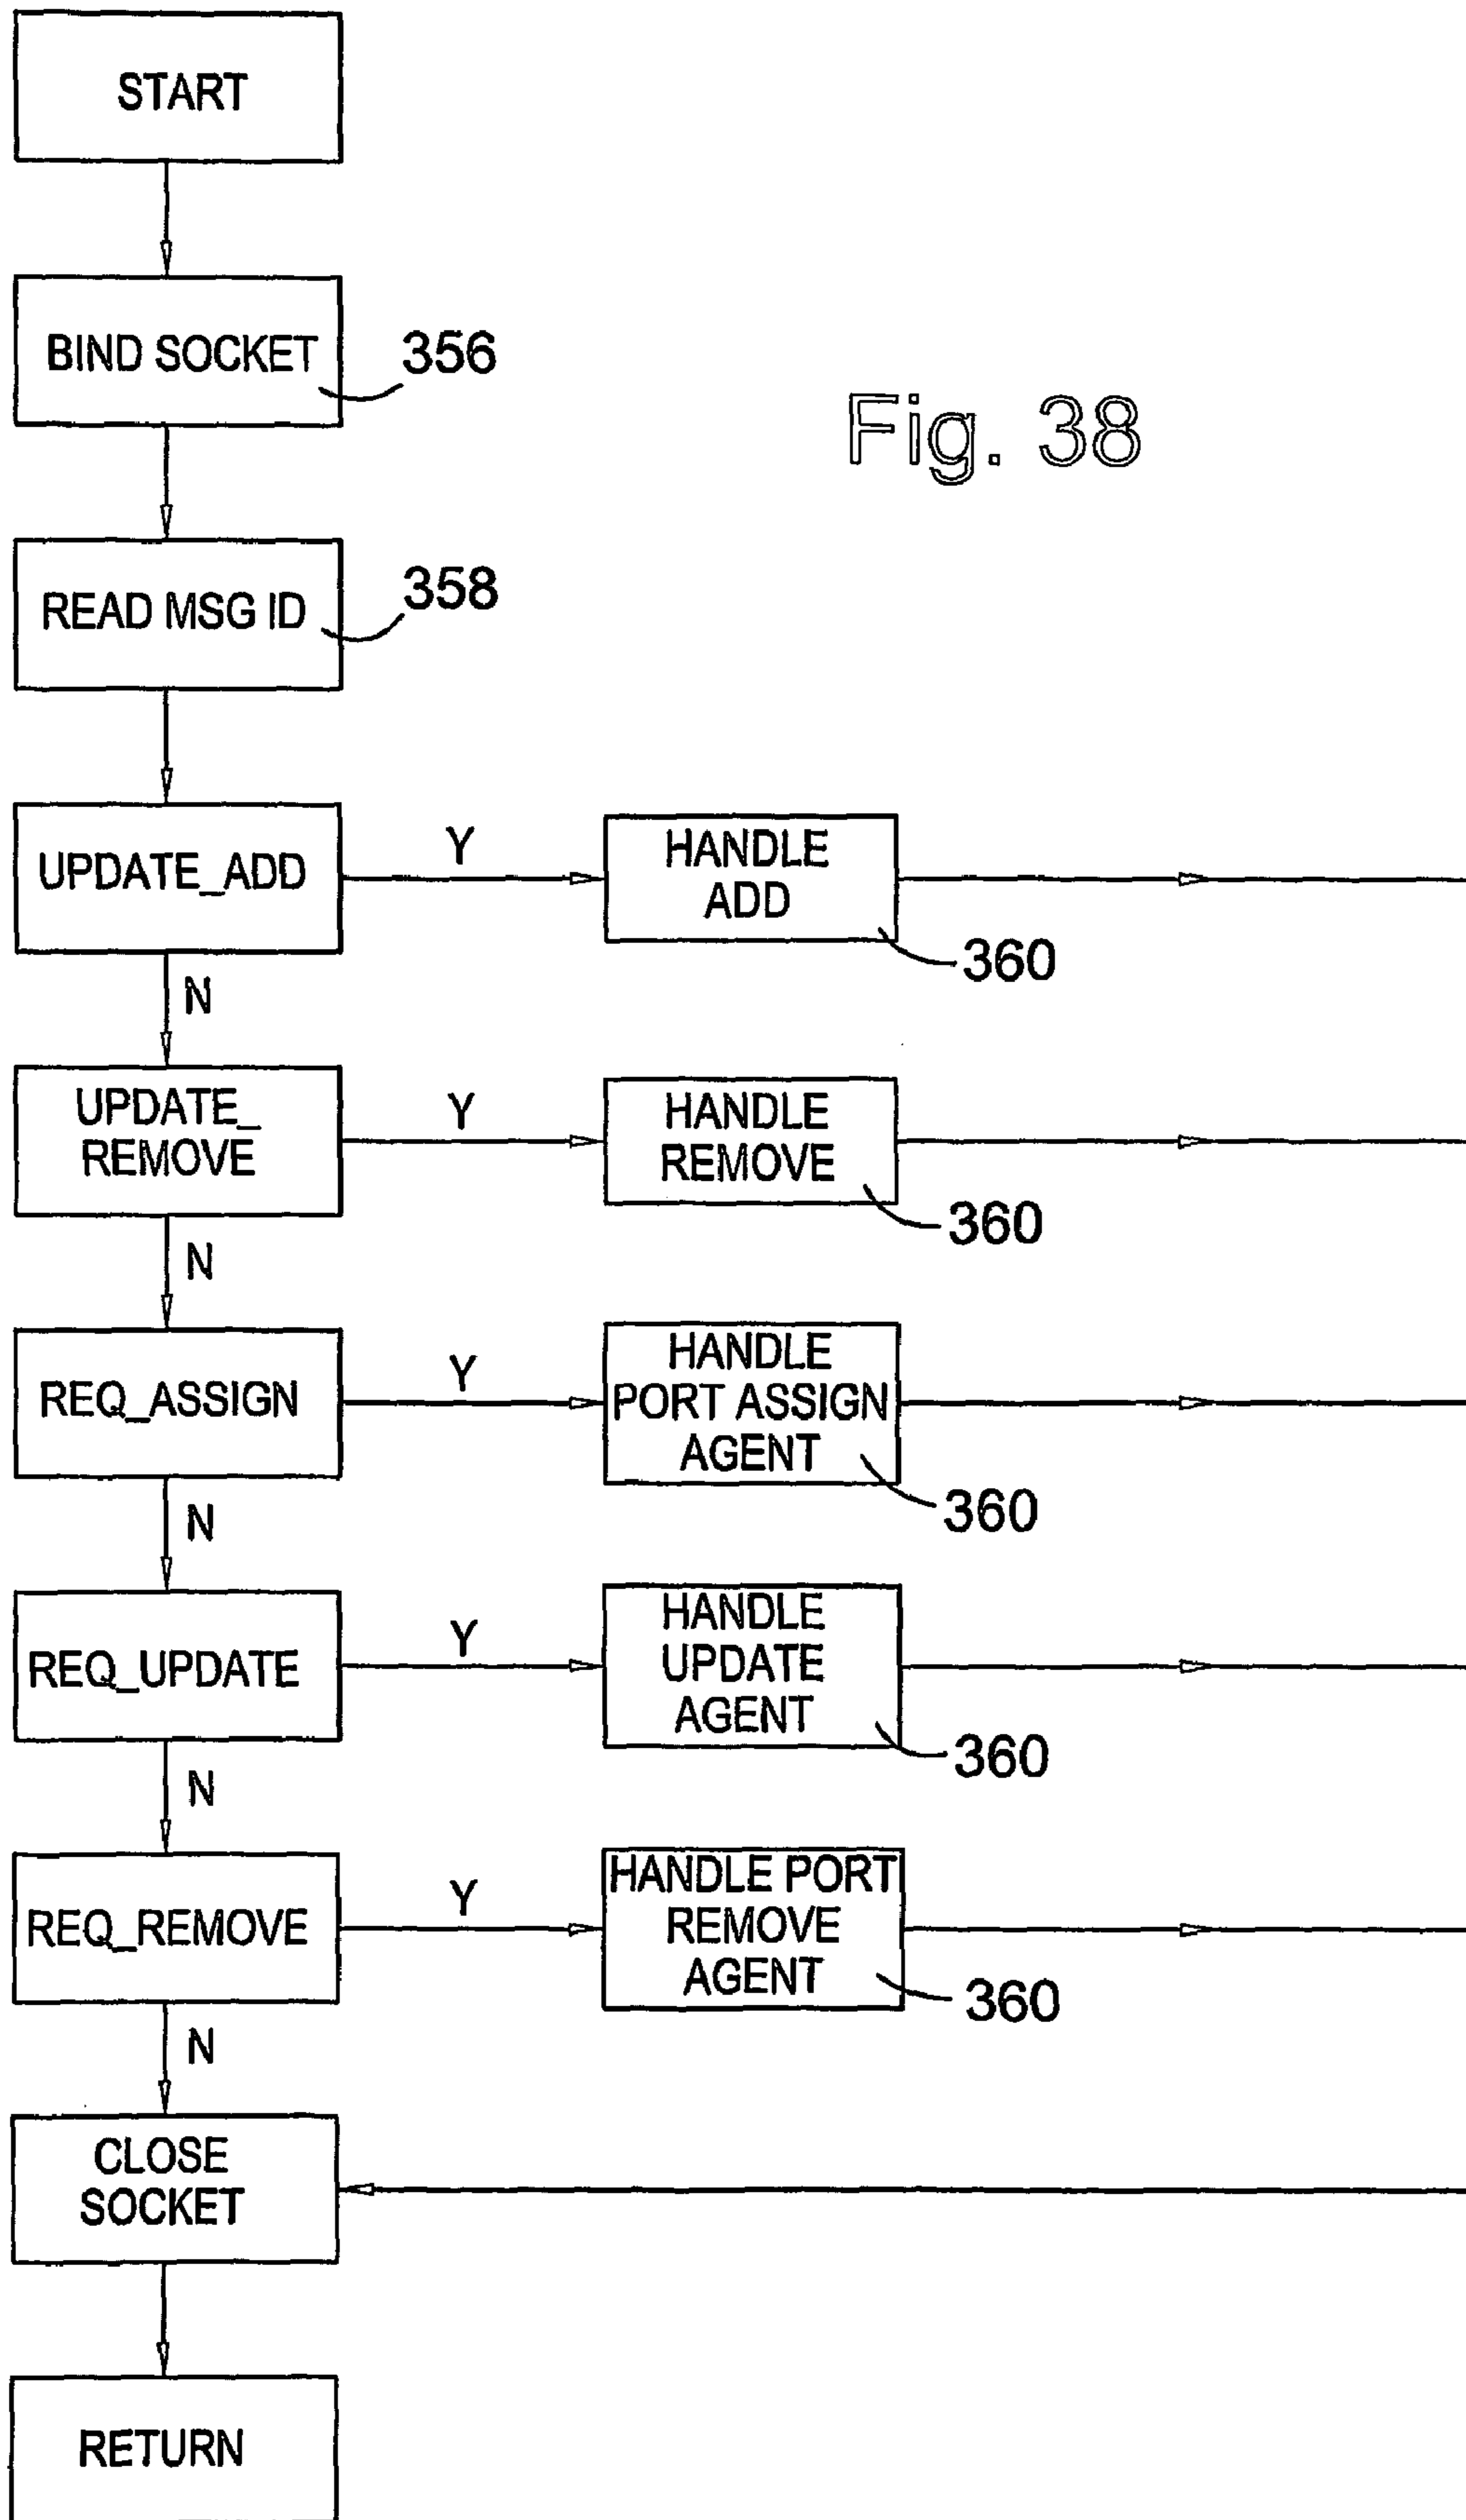 START
BIND SOCKET
356
Fig. 38
READ MSG ID
358
UPDATE_ADD
Y
HANDLE
ADD
360
N
UPDATE_
REMOVE
Y
HANDLE
REMOVE
360
N
REQ_ASSIGN
Y
HANDLE
PORT ASSIGN
AGENT
360
N
REQ_UPDATE
Y
HANDLE
UPDATE
AGENT
360
N
REQ_REMOVE
Y
HANDLE PORT
REMOVE
AGENT
360
N
CLOSE
SOCKET
RETURN